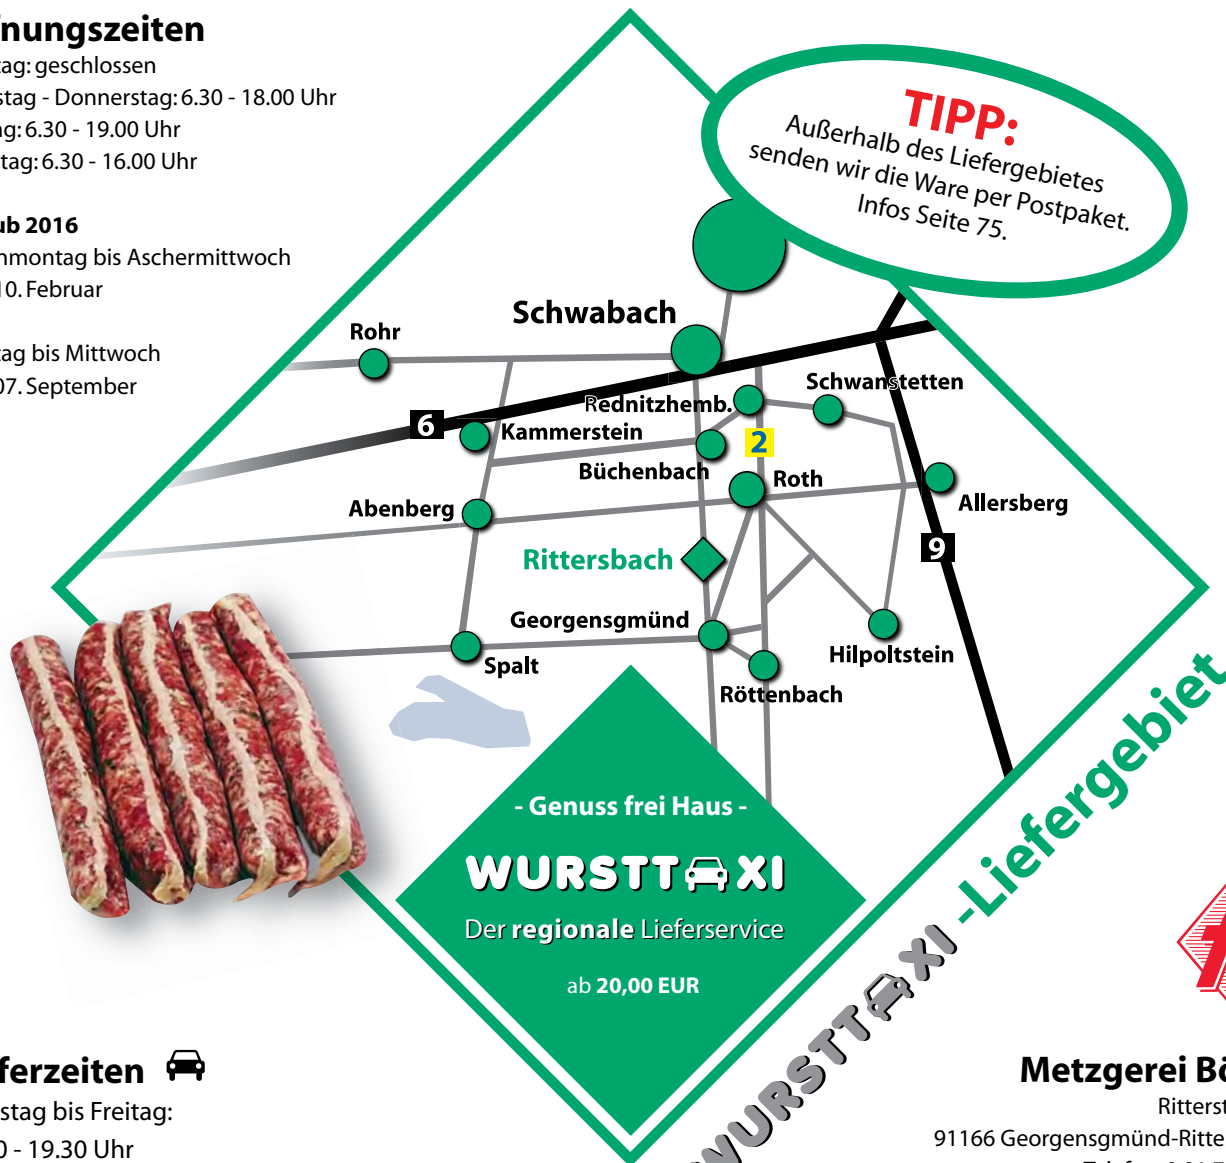 nungszeiten
tag: geschlossen
stag - Donnerstag: 6.30 - 18.00 Uhr
ng: 6.30 - 19.00 Uhr
tag: 6.30 - 16.00 Uhr
ub 2016
nmontag bis Aschermittwoch
10. Februar
tag bis Mittwoch
07. September
TIPP:
Außerhalb des Liefergebietes
senden wir die Ware per Postpaket.
Infos Seite 75.
Schwabach
Rohr
Schwanstetten
Rednitzhemb.
6
Kammerstein
2
Büchenbach
Roth
Abenberg
Allersberg
9
Rittersbach
Georgensgmünd
Hilpoltstein
Spalt
Röttenbach
- Genuss frei Haus -
WURSTTAXI
Der regionale Lieferservice
ab 20,00 EUR
WURSTTAXI -Liefergebiet
ferzeiten
stag bis Freitag:
0 - 19.30 Uhr
Metzgerei Bö
Ritterst
91166 Georgensgmünd-Ritte